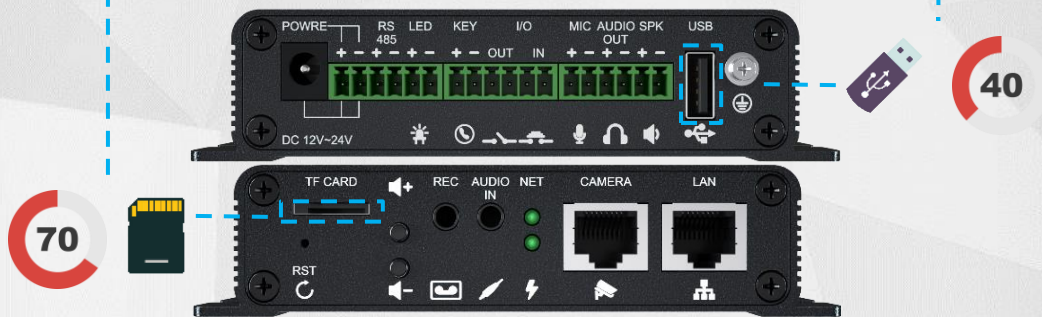 POWRE RS LED KEY I/O MIC AUDIO SPK USB
485 OUT
+ - + - + - + - OUT IN + - + - + -
40
DC 12V~24V
TF CARD + REC AUDIO NET CAMERA LAN
IN
70
RST
-